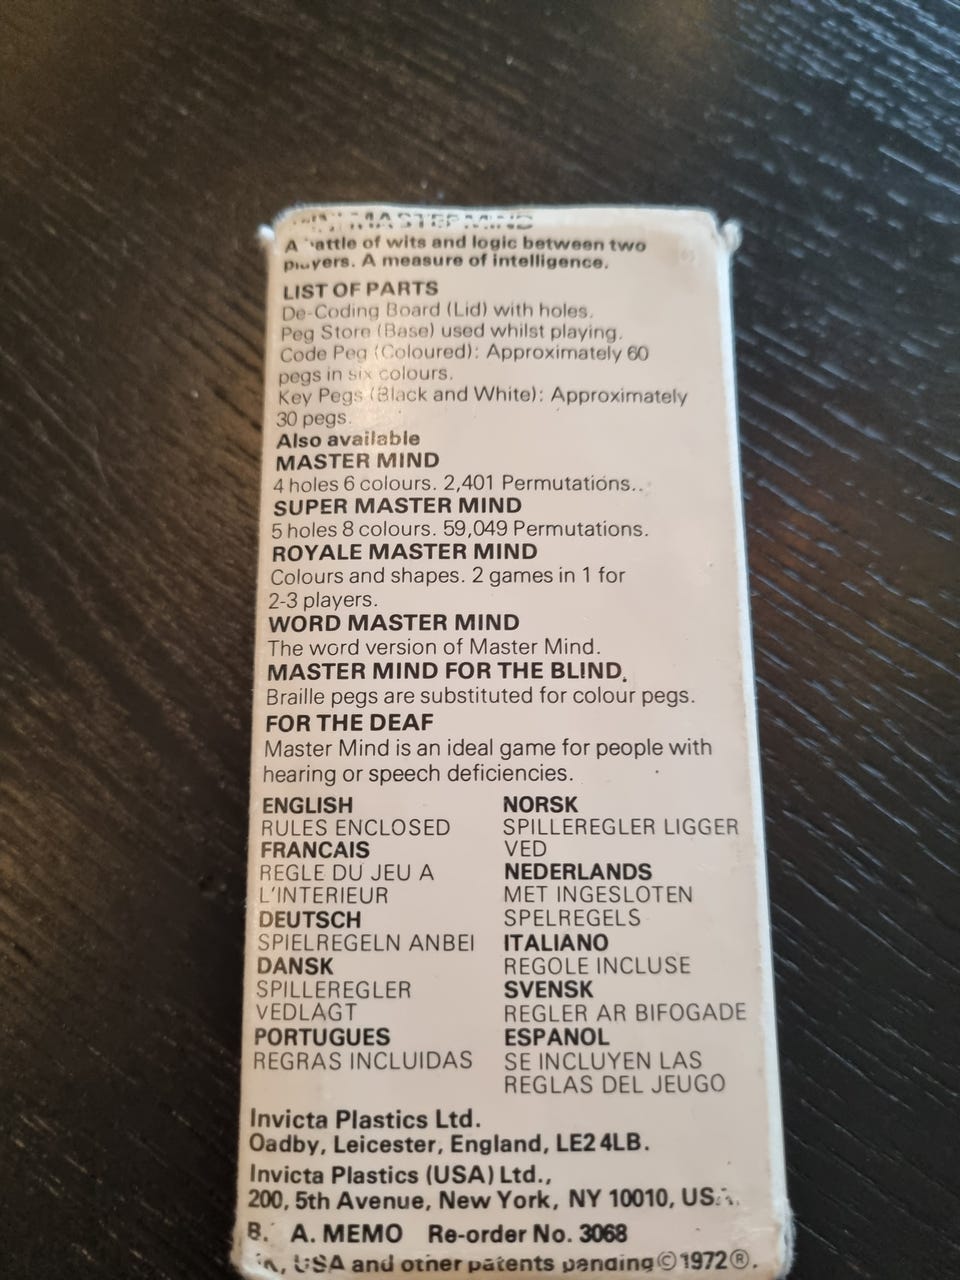 MASTER MIND
A battle of wits and logic between two
players. A measure of intelligence.
LIST OF PARTS
De-Coding Board (Lid) with holes.
Peg Store (Base) used whilst playing.
Code Peg (Coloured): Approximately 60
pegs in six colours.
Key Pegs (Black and White): Approximately
30 pegs.
Also available
MASTER MIND
4 holes 6 colours. 2,401 Permutations..
SUPER MASTER MIND
5 holes 8 colours. 59,049 Permutations.
ROYALE MASTER MIND
Colours and shapes. 2 games in 1 for
2-3 players.
WORD MASTER MIND
The word version of Master Mind.
MASTER MIND FOR THE BLIND.
Braille pegs are substituted for colour pegs.
FOR THE DEAF
Master Mind is an ideal game for people with
hearing or speech deficiencies.
ENGLISH
RULES ENCLOSED
FRANCAIS
REGLE DU JEU A
L'INTERIEUR
DEUTSCH
SPIELREGELN ANBEI
DANSK
SPILLEREGLER
VEDLAGT
PORTUGUES
REGRAS INCLUIDAS
NORSK
SPILLEREGLER LIGGER
VED
NEDERLANDS
MET INGESLOTEN
SPELREGELS
ITALIANO
REGOLE INCLUSE
SVENSK
REGLER AR BIFOGADE
ESPANOL
SE INCLUYEN LAS
REGLAS DEL JEUGO
Invicta Plastics Ltd.
Oadby, Leicester, England, LE2 4LB.
Invicta Plastics (USA) Ltd.,
200, 5th Avenue, New York, NY 10010, USA.
A. MEMO Re-order No. 3068
USA and other patents pending © 1972 ®.